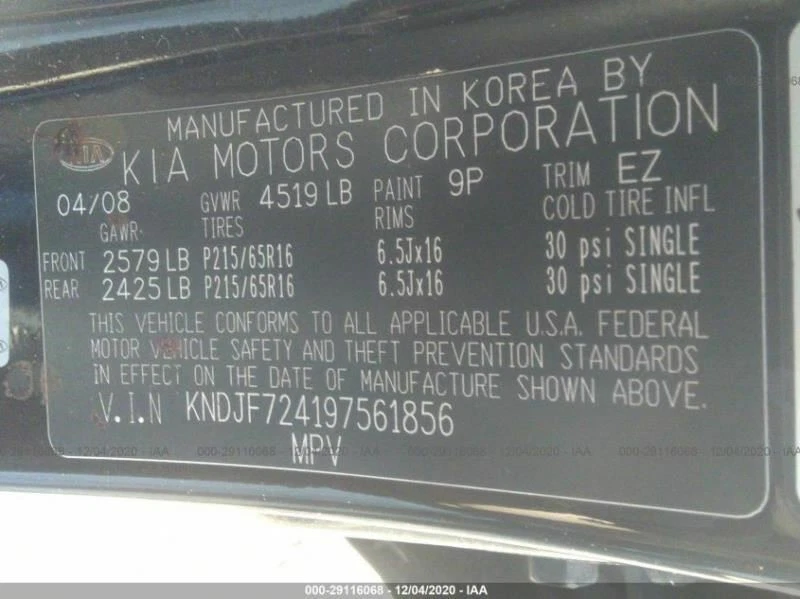 MANUFACTURED IN KOREA BY
KIA KIA MOTORS CORPORATION
04/08 GVWR 4519 LB PAINT 9P TRIM EZ
GAWR TIRES RIMS COLD TIRE INFL
FRONT 2579 LB P215/65R16 6.5Jx16 30 psi SINGLE
REAR 2425 LB P215/65R16 6.5Jx16 30 psi SINGLE
THIS VEHICLE CONFORMS TO ALL APPLICABLE U.S.A. FEDERAL
MOTOR VEHICLE SAFETY AND THEFT PREVENTION STANDARDS
IN EFFECT ON THE DATE OF MANUFACTURE SHOWN ABOVE.
V.I.N KNDJF724197561856
MPV
000-29116068 - 12/04/2020 - IAA